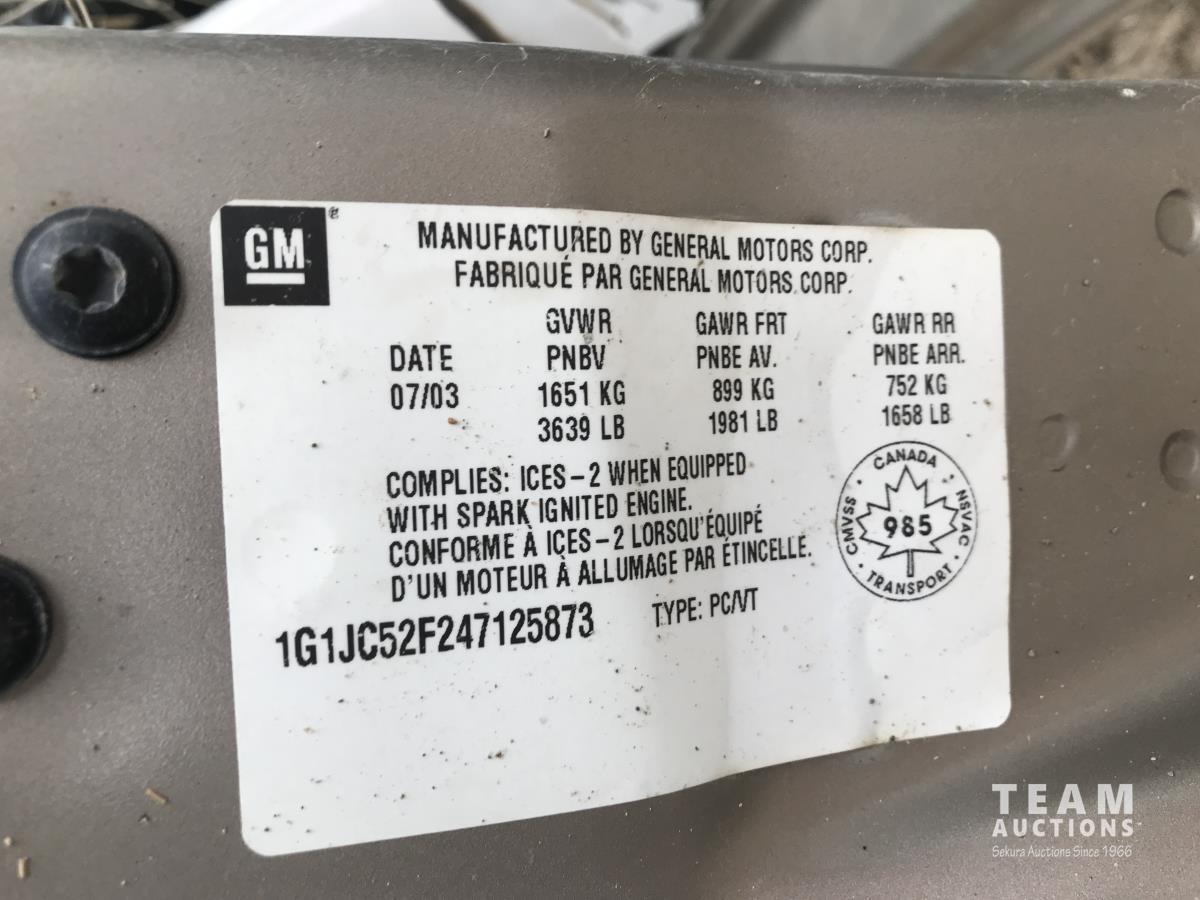 GM
MANUFACTURED BY GENERAL MOTORS CORP.
FABRIQUÉ PAR GENERAL MOTORS CORP.
GVWR GAWR FRT GAWR RR
DATE PNBV PNBE AV. PNBE ARR.
07/03 1651 KG 899 KG 752 KG
3639 LB 1981 LB 1658 LB
COMPLIES: ICES-2 WHEN EQUIPPED
WITH SPARK IGNITED ENGINE.
CONFORME À ICES-2 LORSQU'ÉQUIPÉ
D'UN MOTEUR À ALLUMAGE PAR ÉTINCELLE.
CANADA
CMVSS 985 NSVAC
TRANSPORT
1G1JC52F247125873 TYPE: PC/VT
TEAM
AUCTIONS
Sekura Auctions Since 1966